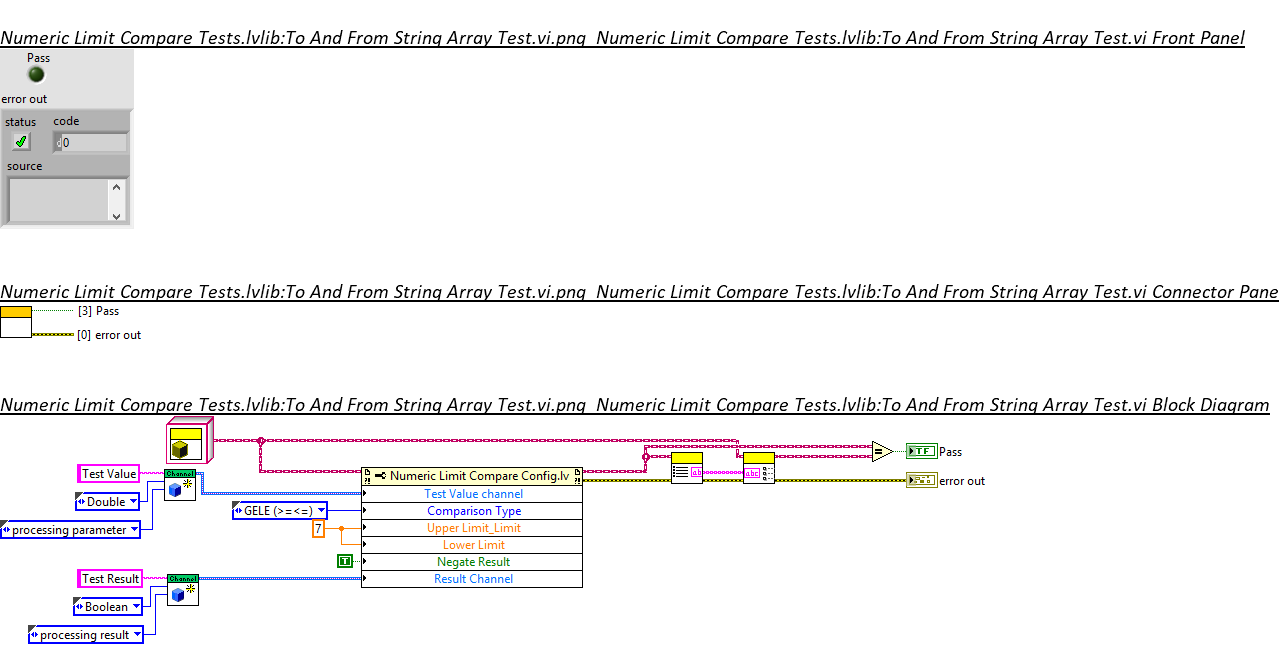 Numeric Limit Compare Tests.lvlib:To And From String Array Test.vi.png Numeric Limit Compare Tests.lvlib:To And From String Array Test.vi Front Panel
Pass
error out
status code
0
source
Numeric Limit Compare Tests.lvlib:To And From String Array Test.vi.png Numeric Limit Compare Tests.lvlib:To And From String Array Test.vi Connector Pane
[3] Pass
[0] error out
Numeric Limit Compare Tests.lvlib:To And From String Array Test.vi.png Numeric Limit Compare Tests.lvlib:To And From String Array Test.vi Block Diagram
TF Pass
Test Value
Channel
Numeric Limit Compare Config.lv
ab
abc
error out
Double
Test Value channel
GELE (>=<=)
Comparison Type
processing parameter
7
Upper Limit_Limit
Lower Limit
T
Negate Result
Test Result
Channel
Result Channel
Boolean
processing result